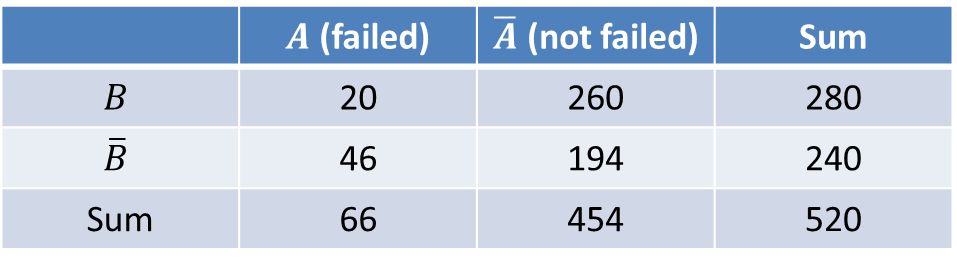 A (failed) A̅ (not failed) Sum
B 20 260 280
B̅ 46 194 240
Sum 66 454 520